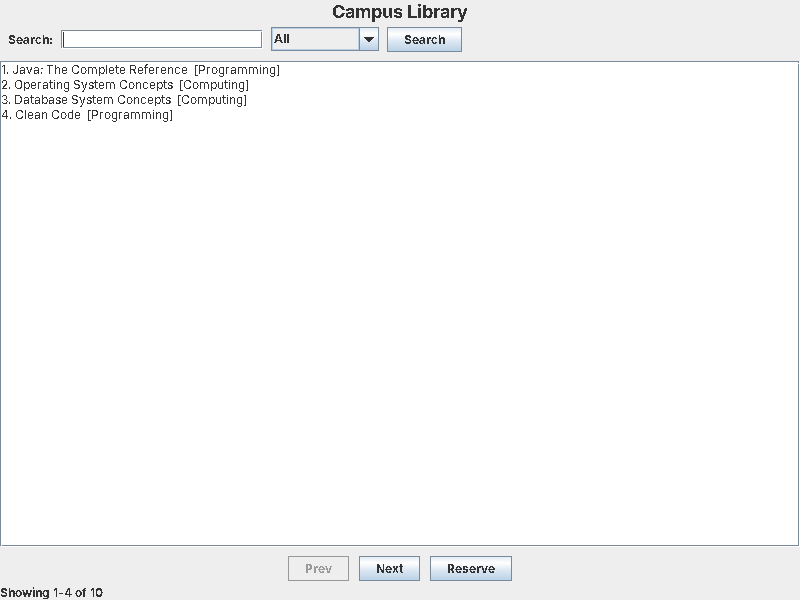 Campus Library
Search: All Search
1. Java: The Complete Reference [Programming]
2. Operating System Concepts [Computing]
3. Database System Concepts [Computing]
4. Clean Code [Programming]
Prev Next Reserve
Showing 1-4 of 10